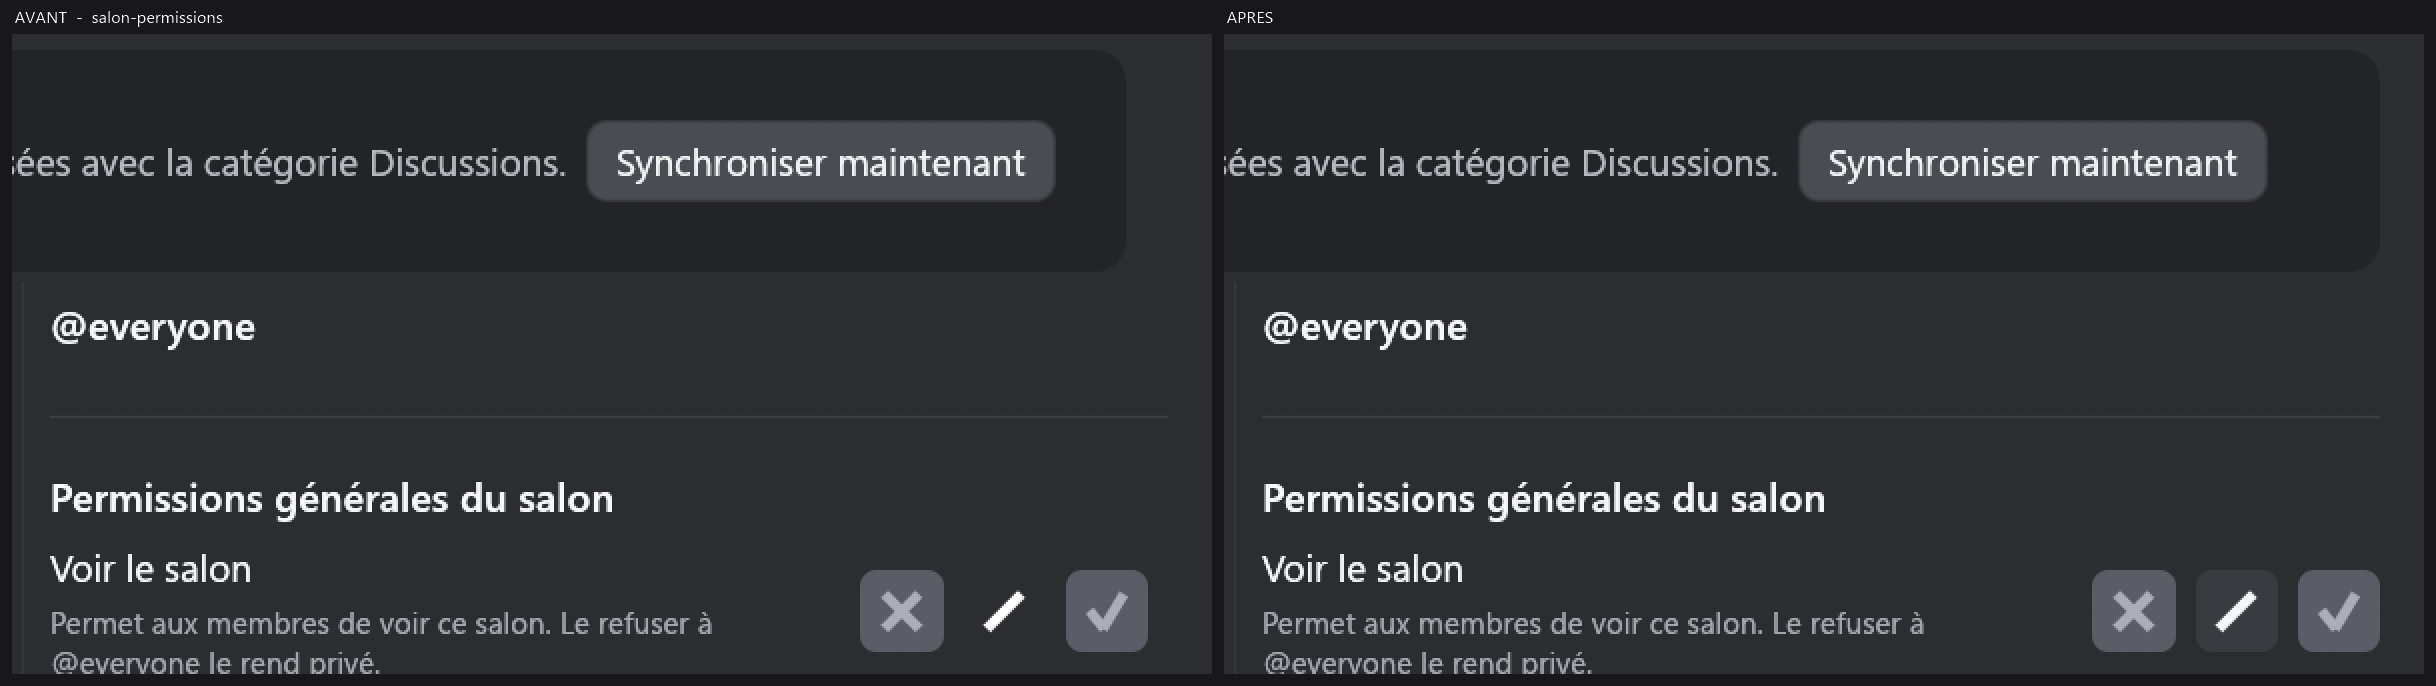 AVANT - salon-permissions
sées avec la catégorie Discussions. Synchroniser maintenant
@everyone
Permissions générales du salon
Voir le salon
Permet aux membres de voir ce salon. Le refuser à
@everyone le rend privé.
APRES
sées avec la catégorie Discussions. Synchroniser maintenant
@everyone
Permissions générales du salon
Voir le salon
Permet aux membres de voir ce salon. Le refuser à
@everyone le rend privé.